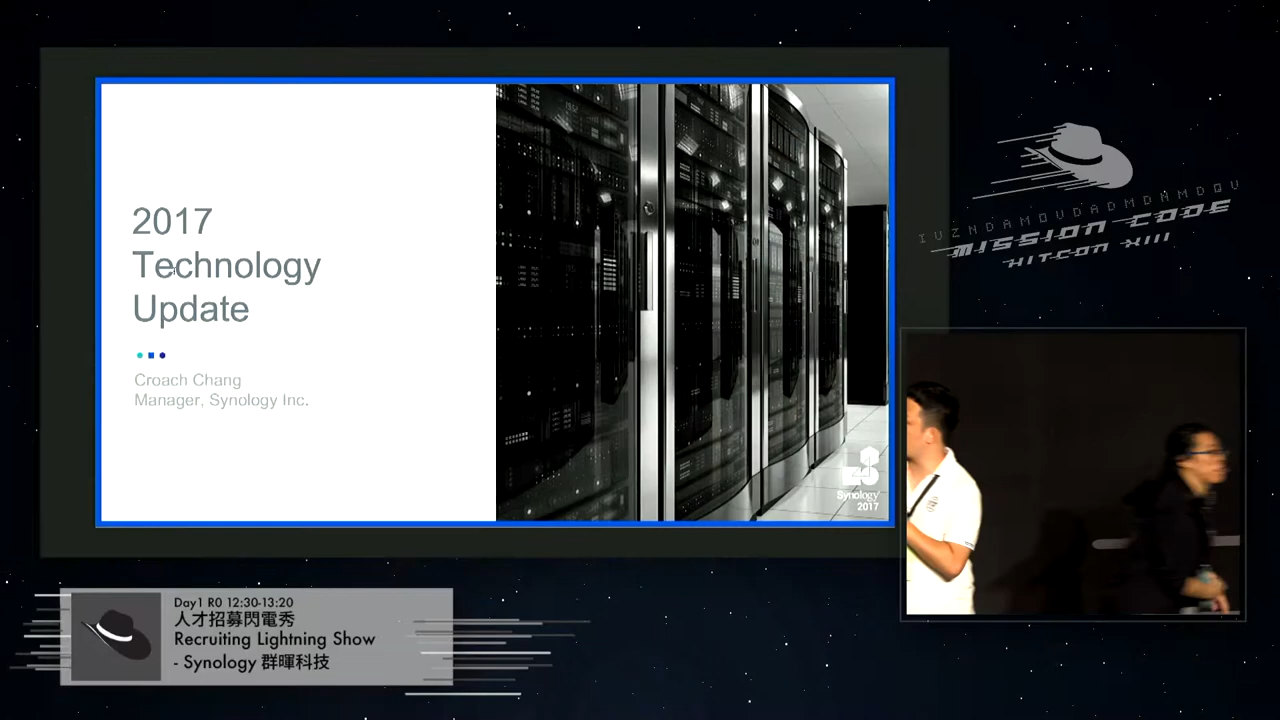 2017
Technology
Update
Croach Chang
Manager, Synology Inc.
Synology
2017
IVZNDAMOVDADMDNMDQU
MISSION CODE
HITCON XIII
Day1 R0 12:30-13:20
人才招募閃電秀
Recruiting Lightning Show
- Synology 群暉科技